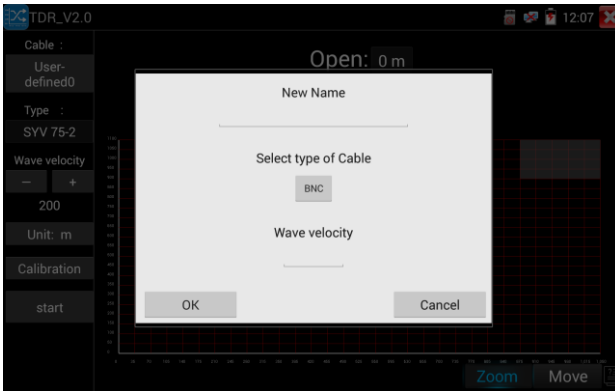 TDR_V2.0
12:07
Cable :
User-
defined0
Type :
SYV 75-2
Wave velocity
— +
200
Unit: m
Calibration
start
Open: 0 m
New Name
Select type of Cable
BNC
Wave velocity
OK
Cancel
Zoom
Move